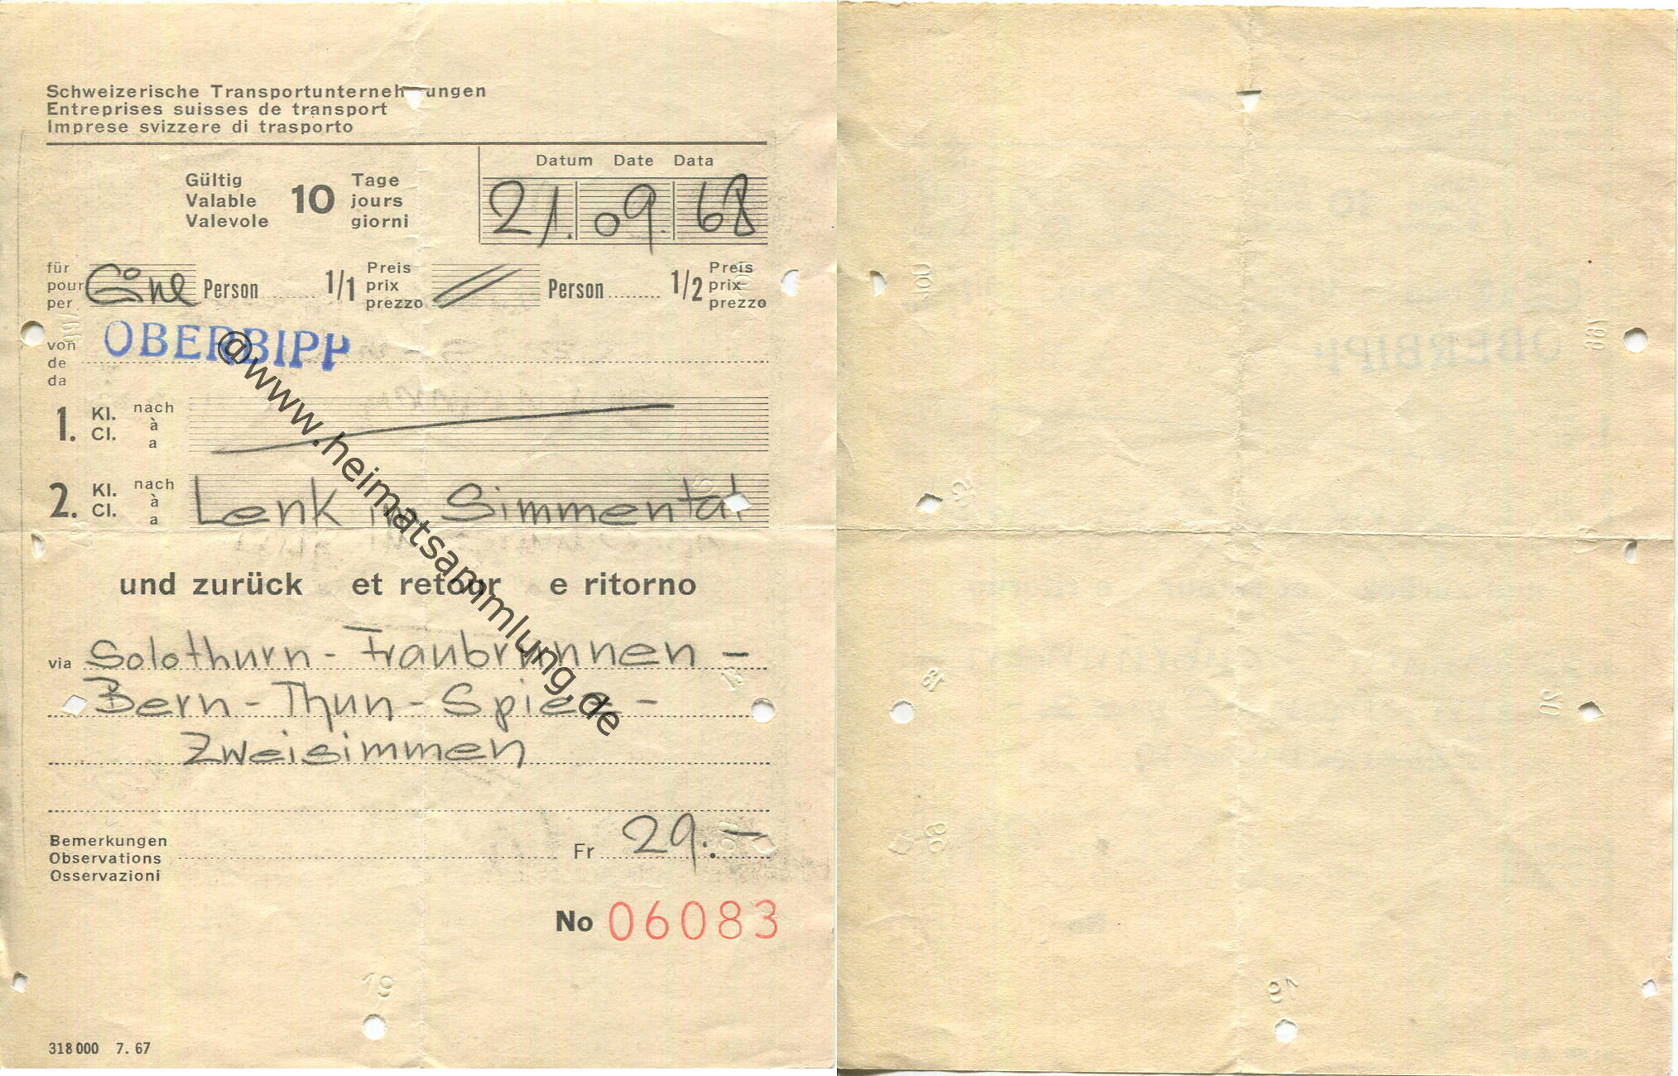 Schweizerische Transportunternehmungen
Entreprises suisses de transport
Imprese svizzere di trasporto
Datum Date Data
Gültig 10 Tage
Valable jours
Valevole giorni
21. 09. 68
für
pour
per
Eine Person 1/1 Preis prix prezzo
Person 1/2 Preis prix prezzo
von
de
da
OBERBIPP
1. Kl. Cl. nach à a
2. Kl. Cl. nach à a
Lenk im Simmental
und zurück et retour e ritorno
via Solothurn - Fraubrunnen -
Bern - Thun - Spiez -
Zweisimmen
Bemerkungen
Observations
Osservazioni
Fr 29.-
No 06083
19
318 000 7. 67
@www.heimatsammlung.de